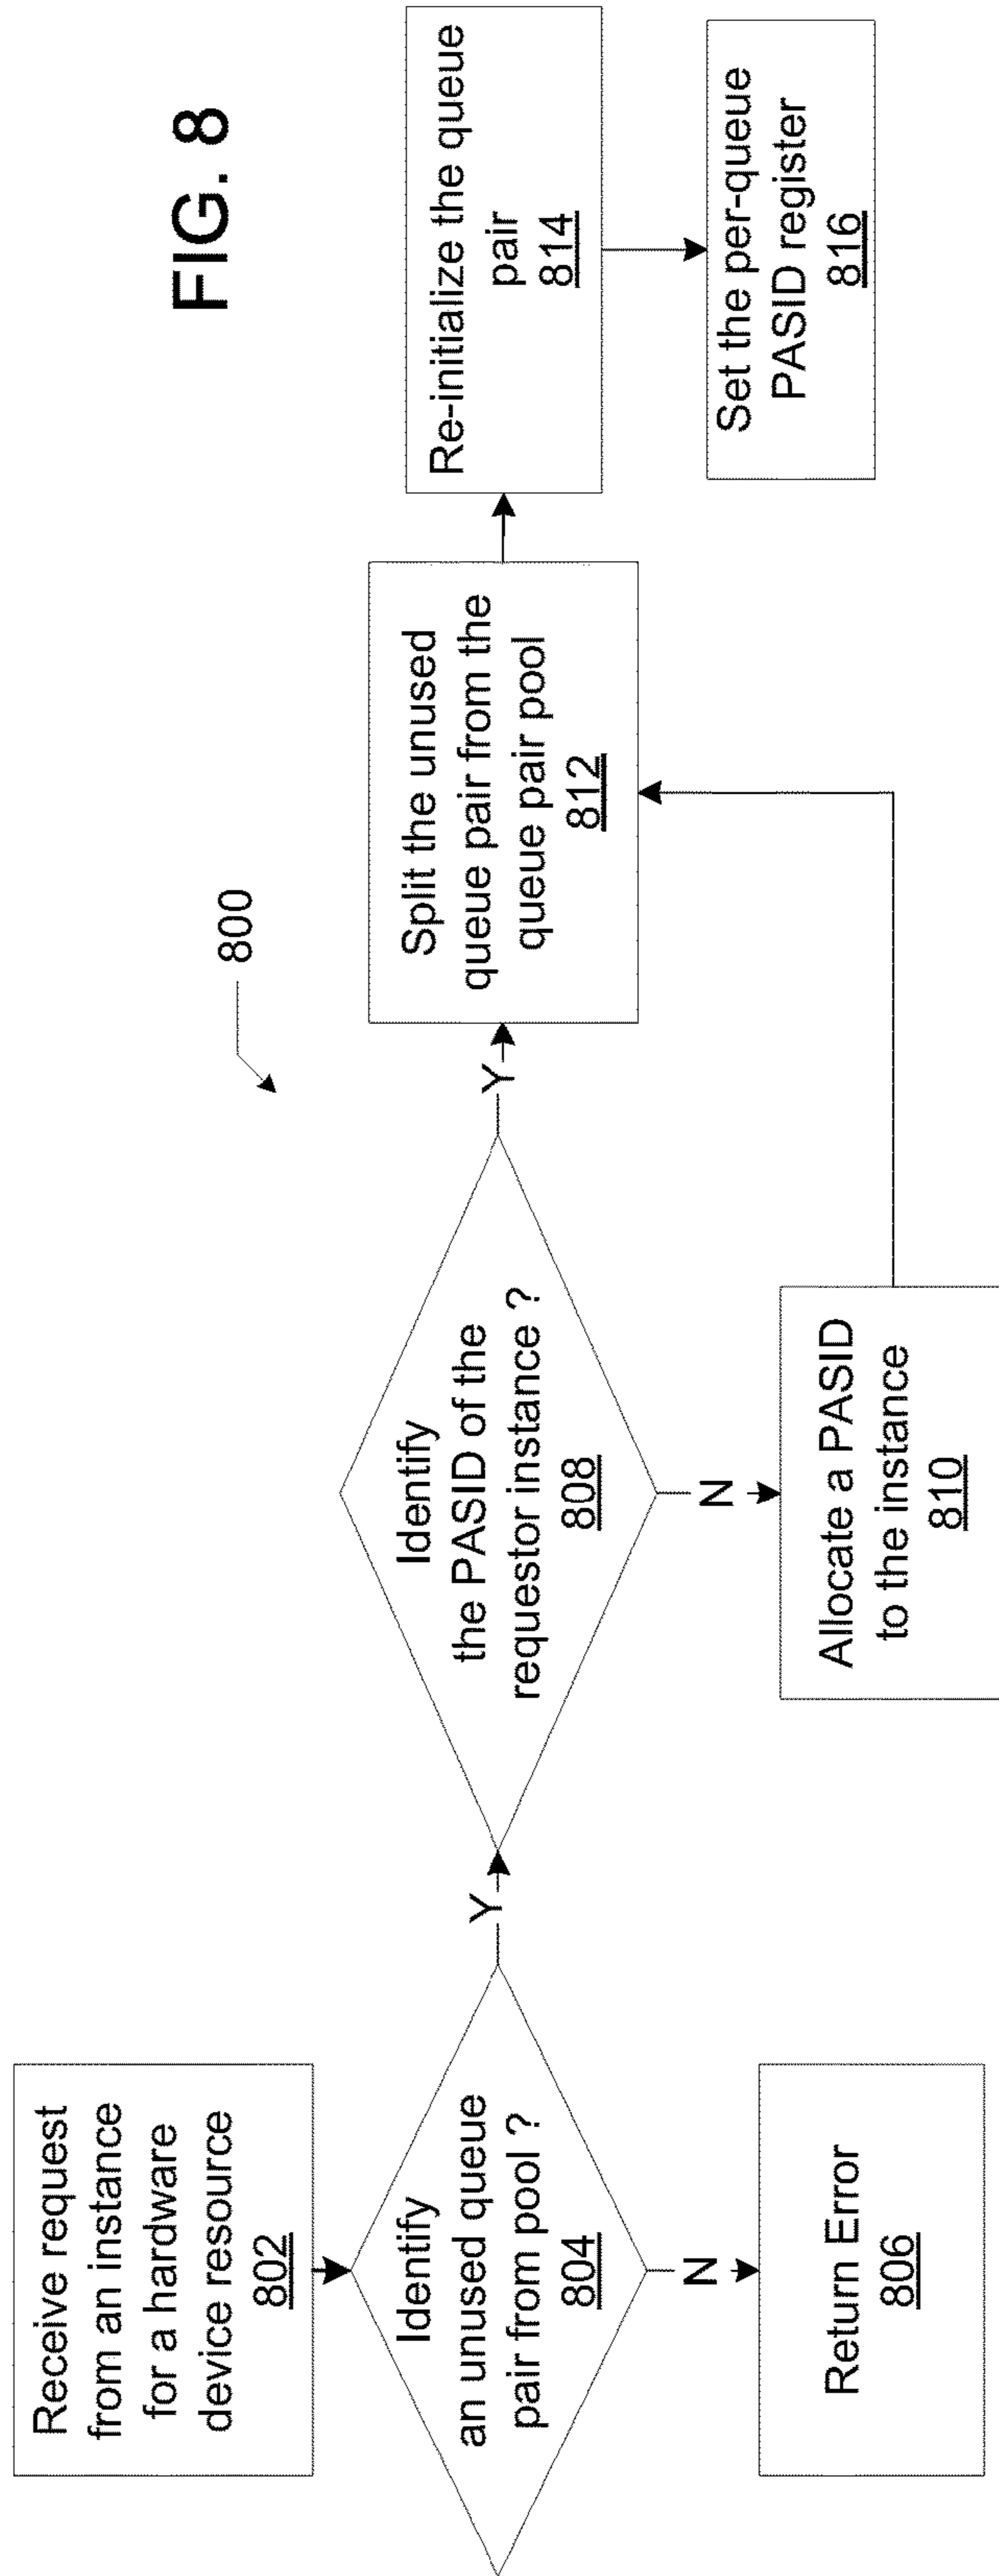 FIG. 8
800
Receive request
from an instance
for a hardware
device resource
802
Identify
an unused queue
pair from pool ?
804
N
Return Error
806
Y
Identify
the PASID of the
requestor instance ?
808
N
Allocate a PASID
to the instance
810
Y
Split the unused
queue pair from the
queue pair pool
812
Re-initialize the queue
pair
814
Set the per-queue
PASID register
816